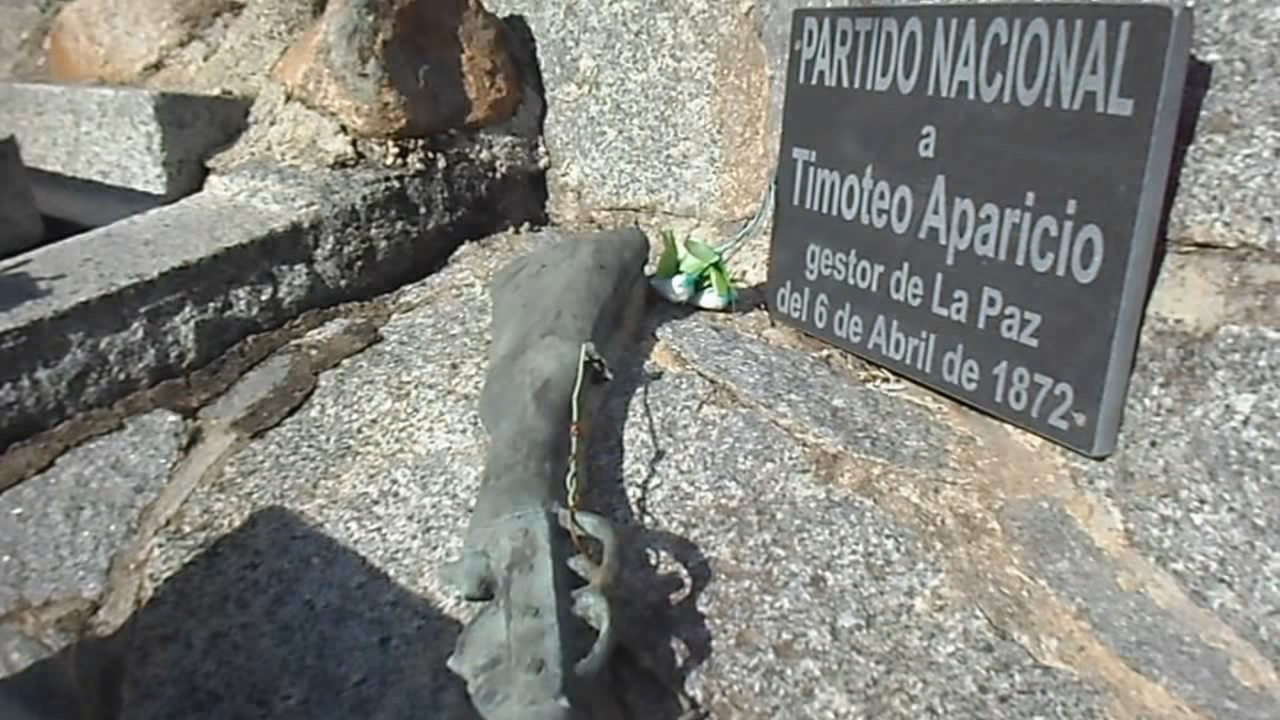 PARTIDO NACIONAL
a
Timoteo Aparicio
gestor de La Paz
del 6 de Abril de 1872